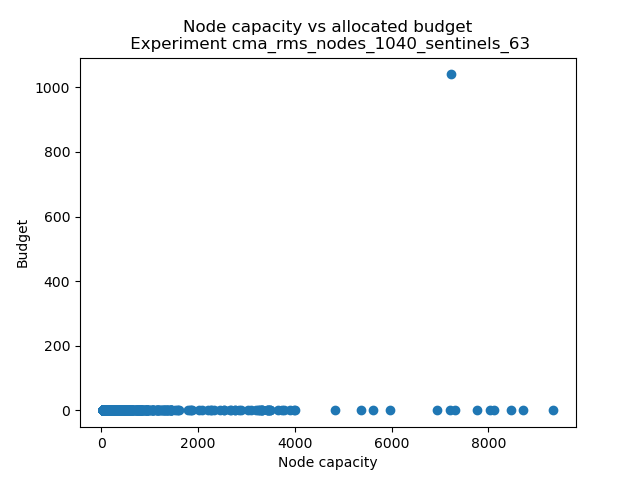 Node capacity vs allocated budget
Experiment cma_rms_nodes_1040_sentinels_63
1000
800
600
400
200
0
Budget
0 2000 4000 6000 8000
Node capacity